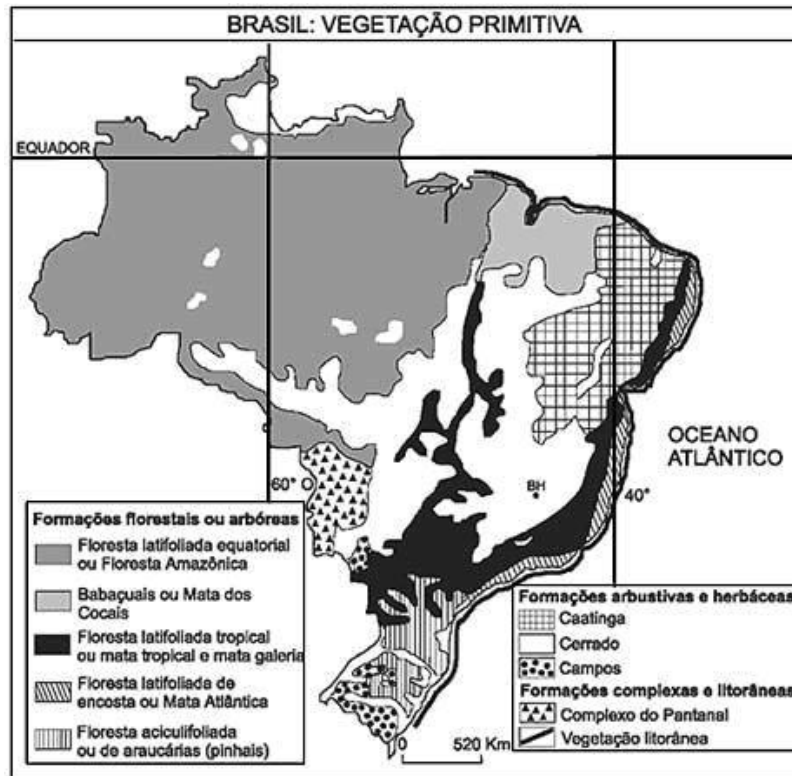 BRASIL: VEGETAÇÃO PRIMITIVA
EQUADOR
OCEANO
ATLÂNTICO
60° O
40°
BH
Formações florestais ou arbóreas
Floresta latifoliada equatorial
ou Floresta Amazônica
Babaçuais ou Mata dos
Cocais
Floresta latifoliada tropical
ou mata tropical e mata galeria
Floresta latifoliada de
encosta ou Mata Atlântica
Floresta aciculifoliada
ou de araucárias (pinhais)
Formações arbustivas e herbáceas
Caatinga
Cerrado
Campos
Formações complexas e litorâneas
Complexo do Pantanal
Vegetação litorânea
0 520 Km